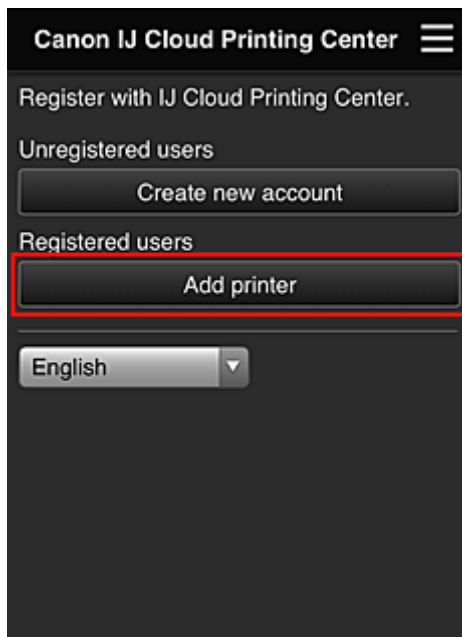 Canon IJ Cloud Printing Center
Register with IJ Cloud Printing Center.
Unregistered users
Create new account
Registered users
Add printer
English